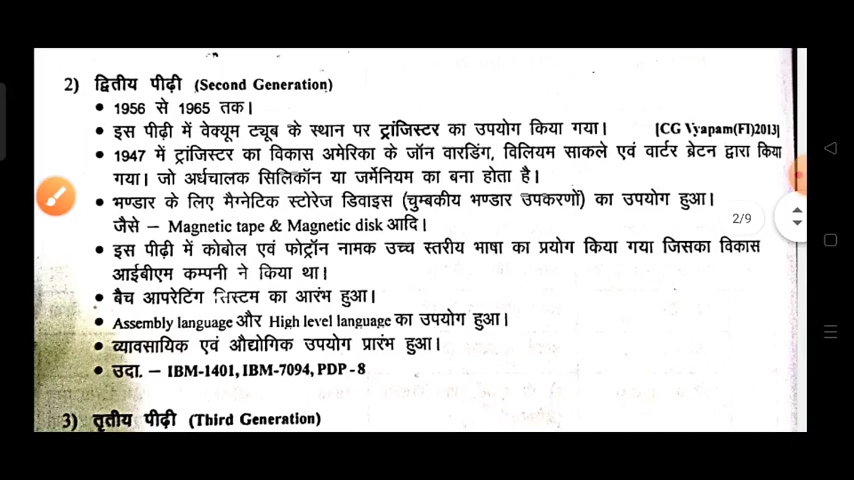 2) द्वितीय पीढ़ी (Second Generation)
• 1956 से 1965 तक।
• इस पीढ़ी में वेक्यूम ट्यूब के स्थान पर ट्रांजिस्टर का उपयोग किया गया। [CG Vyapam(FI)2013]
• 1947 में ट्रांजिस्टर का विकास अमेरिका के जॉन वारडिंग, विलियम साकले एवं वार्टर ब्रेटन द्वारा किया
गया। जो अर्धचालक सिलिकॉन या जर्मेनियम का बना होता है।
• भण्डार के लिए मैग्नेटिक स्टोरेज डिवाइस (चुम्बकीय भण्डार उपकरणों) का उपयोग हुआ।
जैसे – Magnetic tape & Magnetic disk आदि।
2/9
• इस पीढ़ी में कोबोल एवं फोट्रॉन नामक उच्च स्तरीय भाषा का प्रयोग किया गया जिसका विकास
आईबीएम कम्पनी ने किया था।
• बैच आपरेटिंग सिस्टम का आरंभ हुआ।
• Assembly language और High level language का उपयोग हुआ।
• व्यावसायिक एवं औद्योगिक उपयोग प्रारंभ हुआ।
• उदा. – IBM-1401, IBM-7094, PDP - 8
3) तृतीय पीढ़ी (Third Generation)